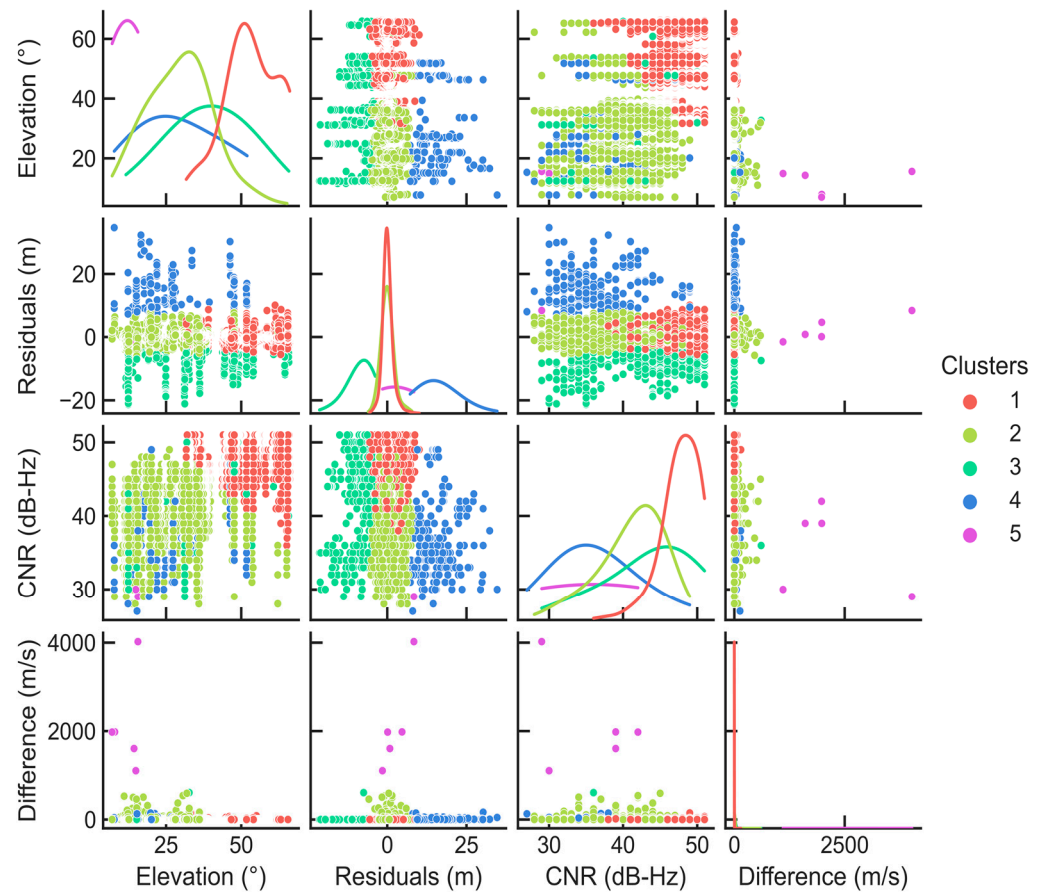 Elevation (°)
60
40
20
Residuals (m)
20
0
−20
CNR (dB-Hz)
50
40
30
Difference (m/s)
4000
2000
0
25
50
Elevation (°)
0
25
Residuals (m)
30
40
50
CNR (dB-Hz)
0
2500
Difference (m/s)
Clusters
1
2
3
4
5